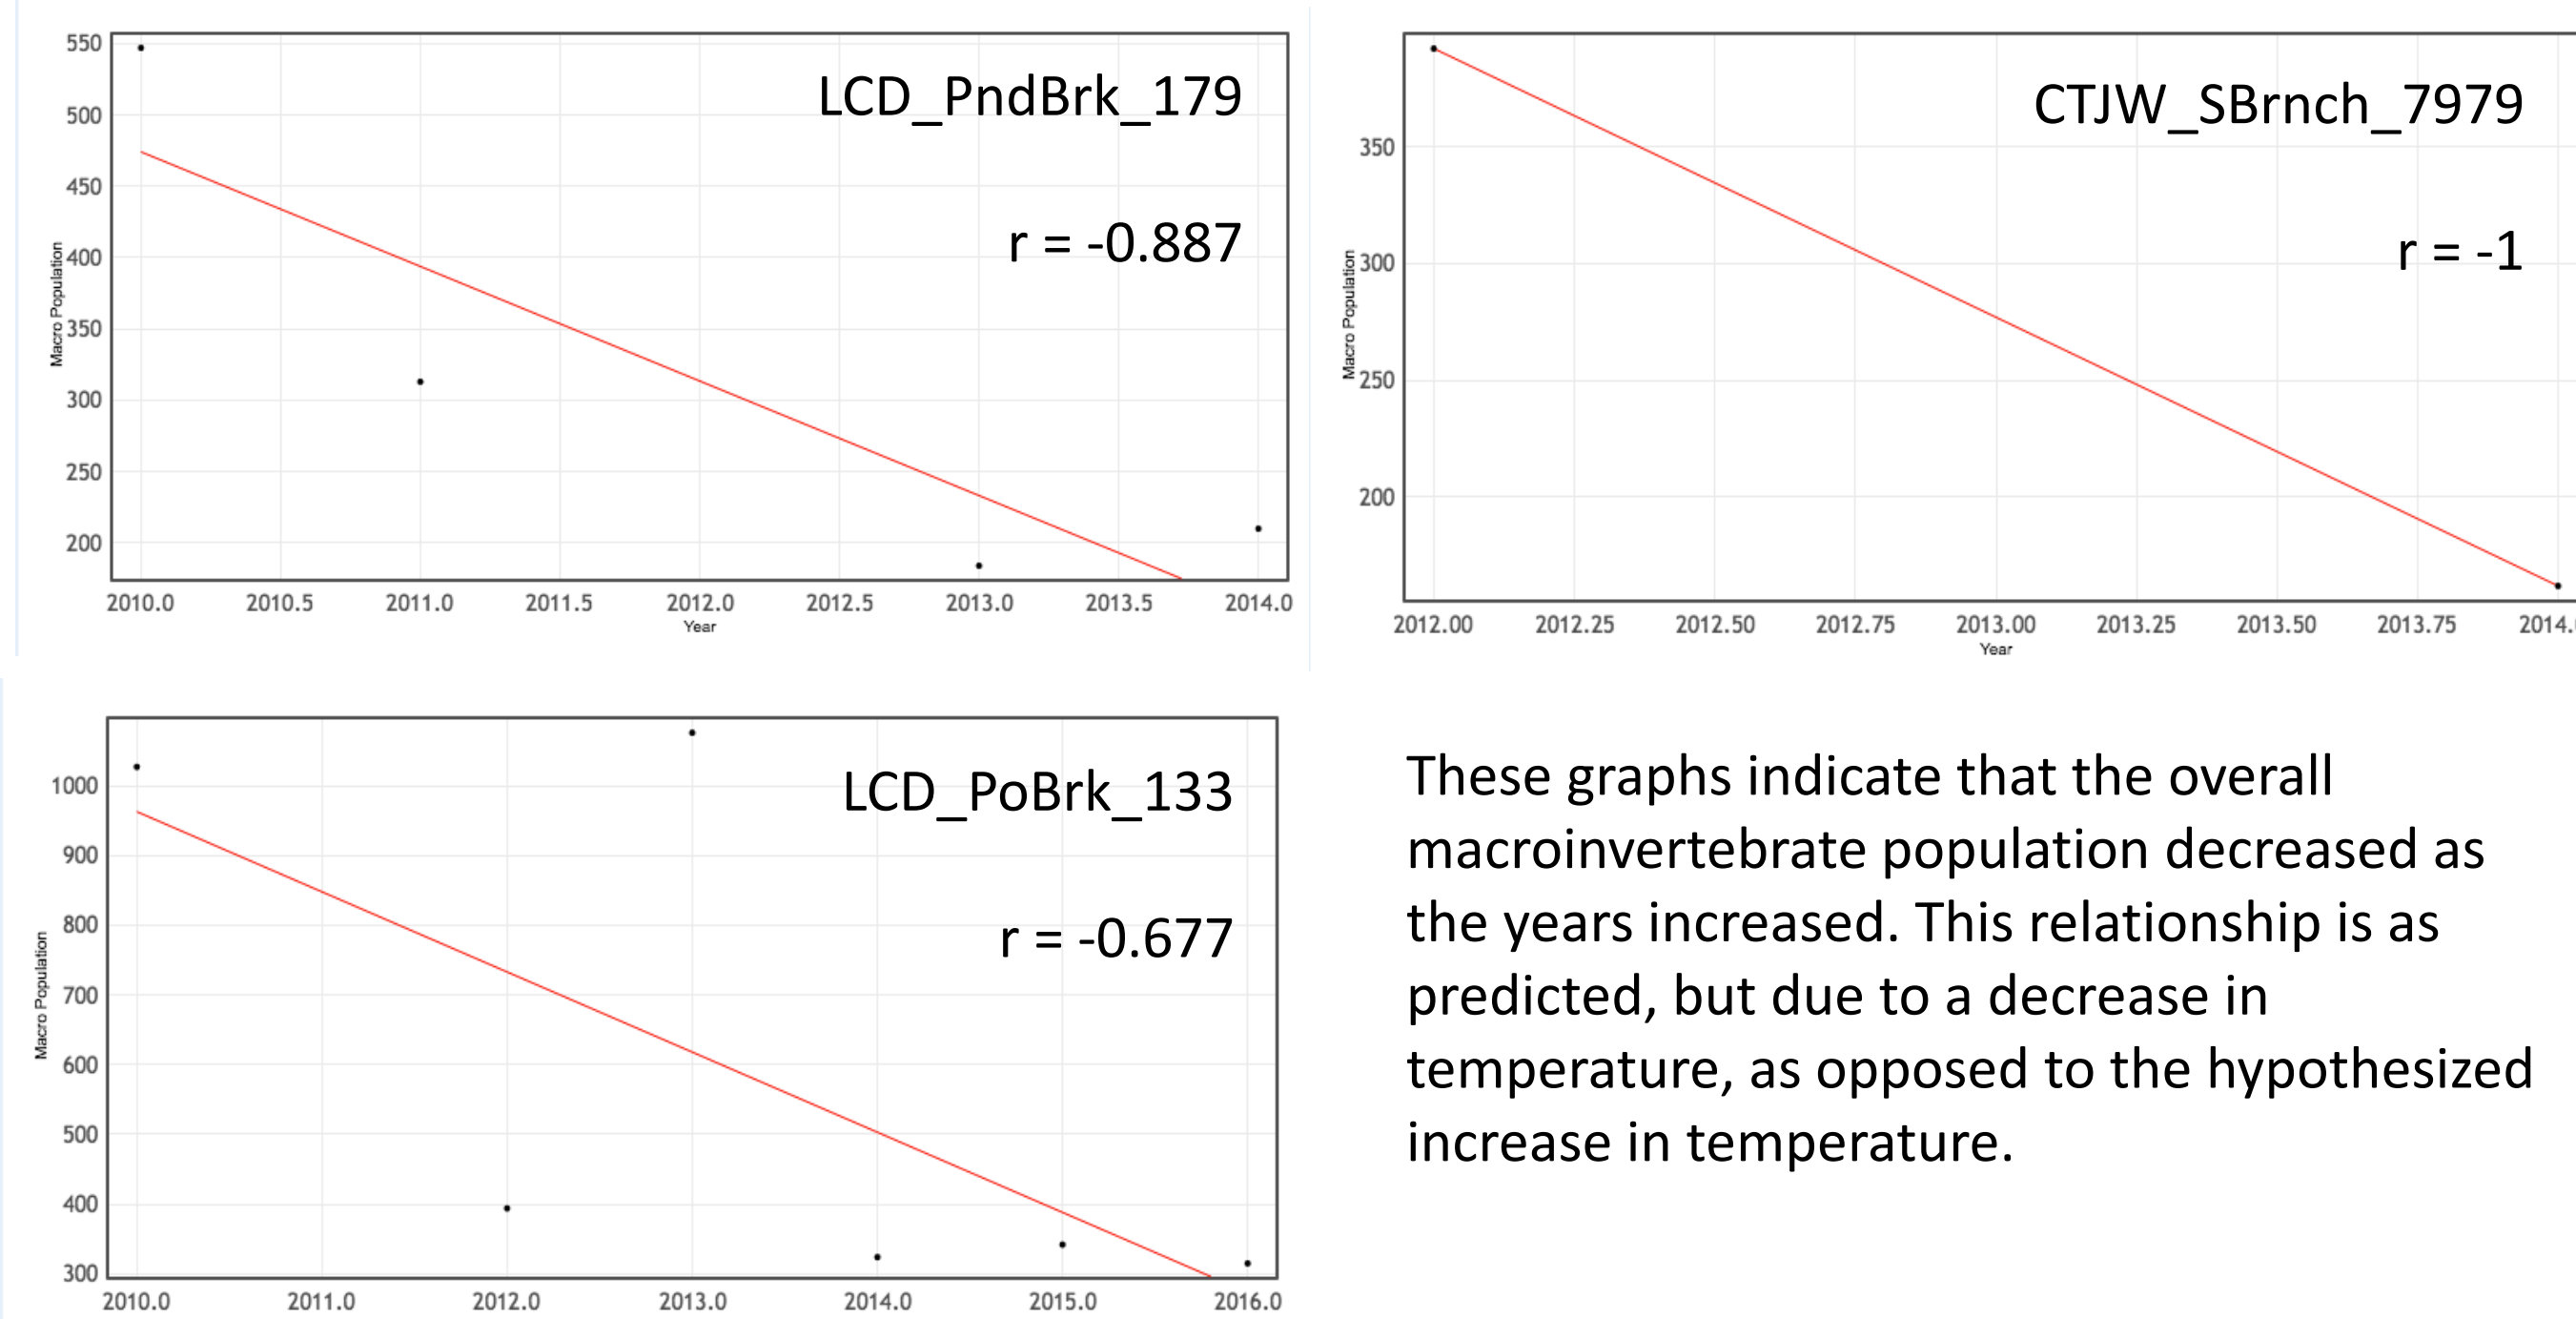 550
500
450
400
350
300
250
200
Macro Population
LCD_PndBrk_179
r = -0.887
2010.0 2010.5 2011.0 2011.5 2012.0 2012.5 2013.0 2013.5 2014.0
Year
350
300
250
200
Macro Population
CTJW_SBrnch_7979
r = -1
2012.00 2012.25 2012.50 2012.75 2013.00 2013.25 2013.50 2013.75 2014.
Year
1000
900
800
700
600
500
400
300
Macro Population
LCD_PoBrk_133
r = -0.677
2010.0 2011.0 2012.0 2013.0 2014.0 2015.0 2016.0
These graphs indicate that the overall
macroinvertebrate population decreased as
the years increased. This relationship is as
predicted, but due to a decrease in
temperature, as opposed to the hypothesized
increase in temperature.